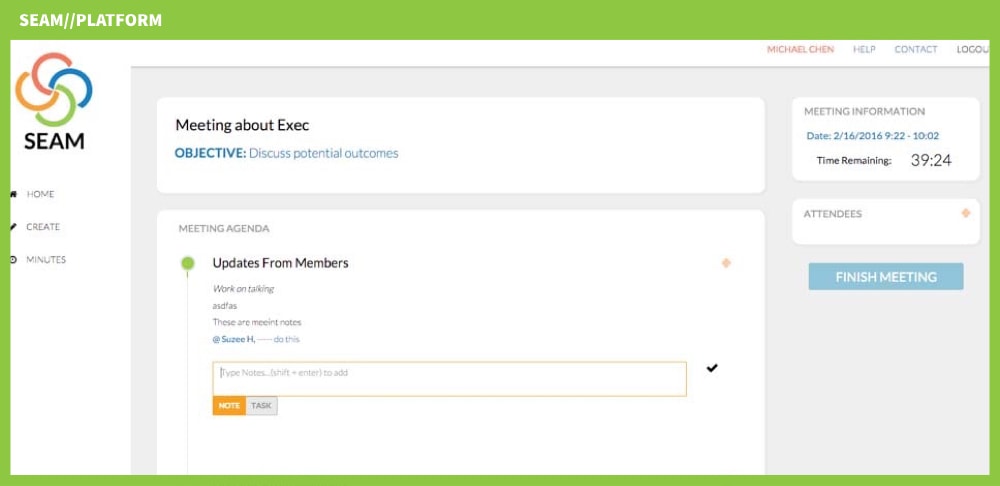 SEAM//PLATFORM
MICHAEL CHEN HELP CONTACT LOGOU
SEAM
HOME
CREATE
MINUTES
Meeting about Exec
OBJECTIVE: Discuss potential outcomes
MEETING AGENDA
Updates From Members
Work on talking
asdfas
These are meeint notes
@ Suzee H, ---- do this
Type Notes...(shift + enter) to add
NOTE TASK
MEETING INFORMATION
Date: 2/16/2016 9:22 - 10:02
Time Remaining: 39:24
ATTENDEES
FINISH MEETING